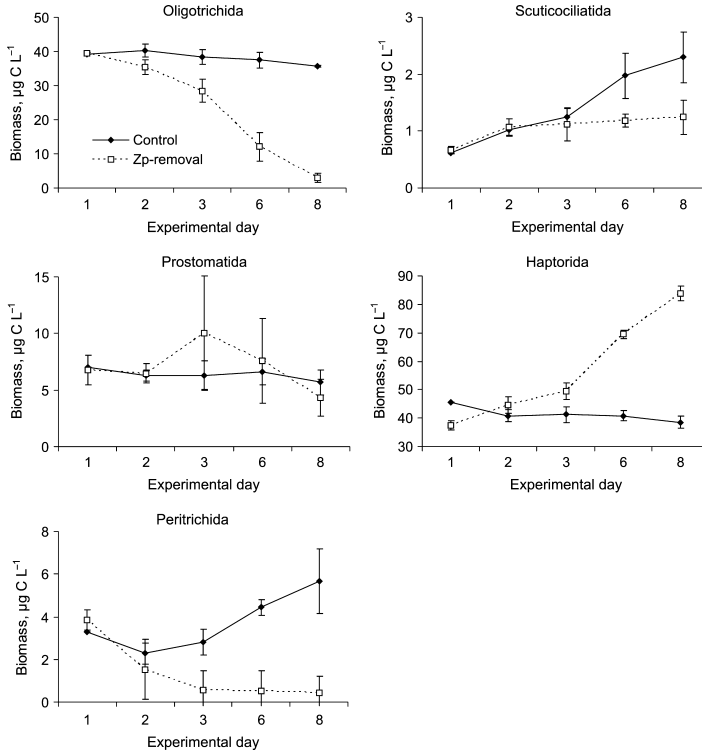 Oligotrichida
Biomass, µg C L⁻¹
50
40
30
20
10
0
Control
Zp-removal
1 2 3 6 8
Experimental day
Scuticociliatida
Biomass, µg C L⁻¹
3
2
1
0
1 2 3 6 8
Experimental day
Prostomatida
Biomass, µg C L⁻¹
15
10
5
0
1 2 3 6 8
Experimental day
Haptorida
Biomass, µg C L⁻¹
90
80
70
60
50
40
30
1 2 3 6 8
Experimental day
Peritrichida
Biomass, µg C L⁻¹
8
6
4
2
0
1 2 3 6 8
Experimental day